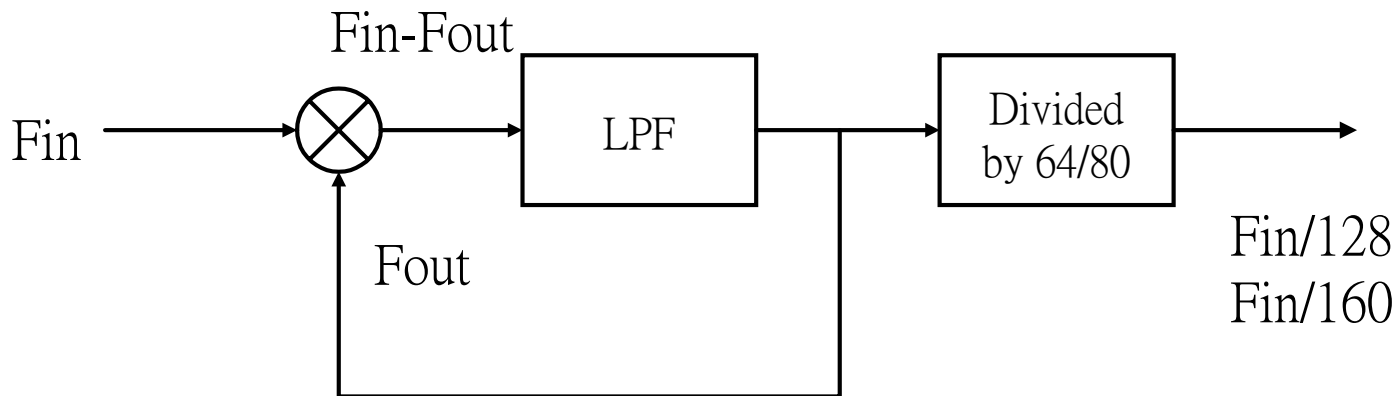 Fin-Fout
Fin
LPF
Divided
by 64/80
Fout
Fin/128
Fin/160